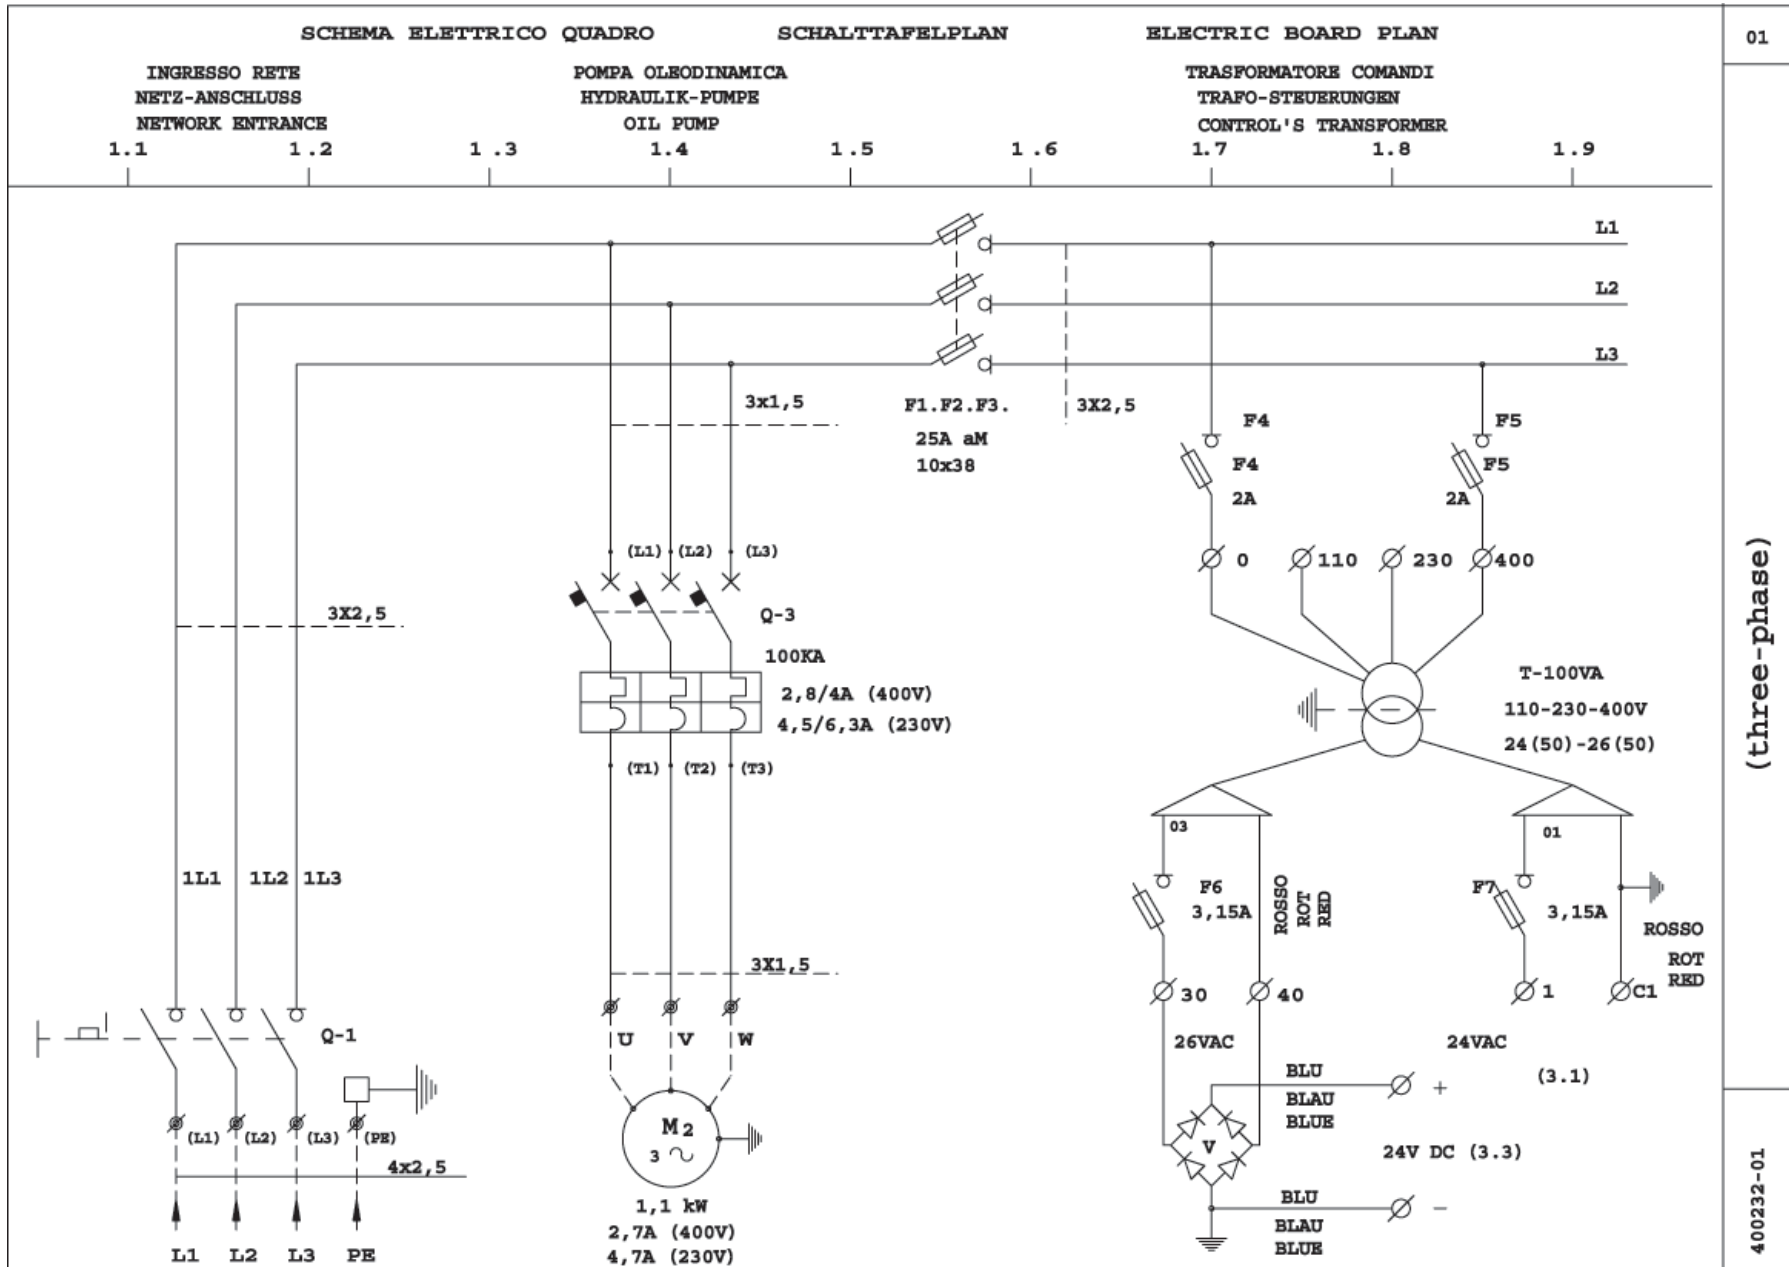 SCHEMA ELETTRICO QUADRO
SCHALTTAFELPLAN
ELECTRIC BOARD PLAN
01
INGRESSO RETE
NETZ-ANSCHLUSS
NETWORK ENTRANCE
POMPA OLEODINAMICA
HYDRAULIK-PUMPE
OIL PUMP
TRASFORMATORE COMANDI
TRAFO-STEUERUNGEN
CONTROL'S TRANSFORMER
1.1
1.2
1.3
1.4
1.5
1.6
1.7
1.8
1.9
L1
L2
L3
3x1,5
F1.F2.F3.
25A aM
10x38
3X2,5
F4
F4
2A
F5
F5
2A
(L1)
(L2)
(L3)
0
110
230
400
3X2,5
Q-3
100KA
2,8/4A (400V)
4,5/6,3A (230V)
T-100VA
110-230-400V
24(50)-26(50)
(three-phase)
(T1)
(T2)
(T3)
03
01
1L1
1L2
1L3
F6
3,15A
ROSSO
ROT
RED
F7
3,15A
ROSSO
ROT
RED
3X1,5
30
40
1
C1
Q-1
U
V
W
26VAC
24VAC
(3.1)
BLU
BLAU
BLUE
+
(L1)
(L2)
(L3)
(PE)
M2
3
V
24V DC (3.3)
4x2,5
1,1 kW
2,7A (400V)
4,7A (230V)
BLU
BLAU
BLUE
-
L1
L2
L3
PE
400232-01